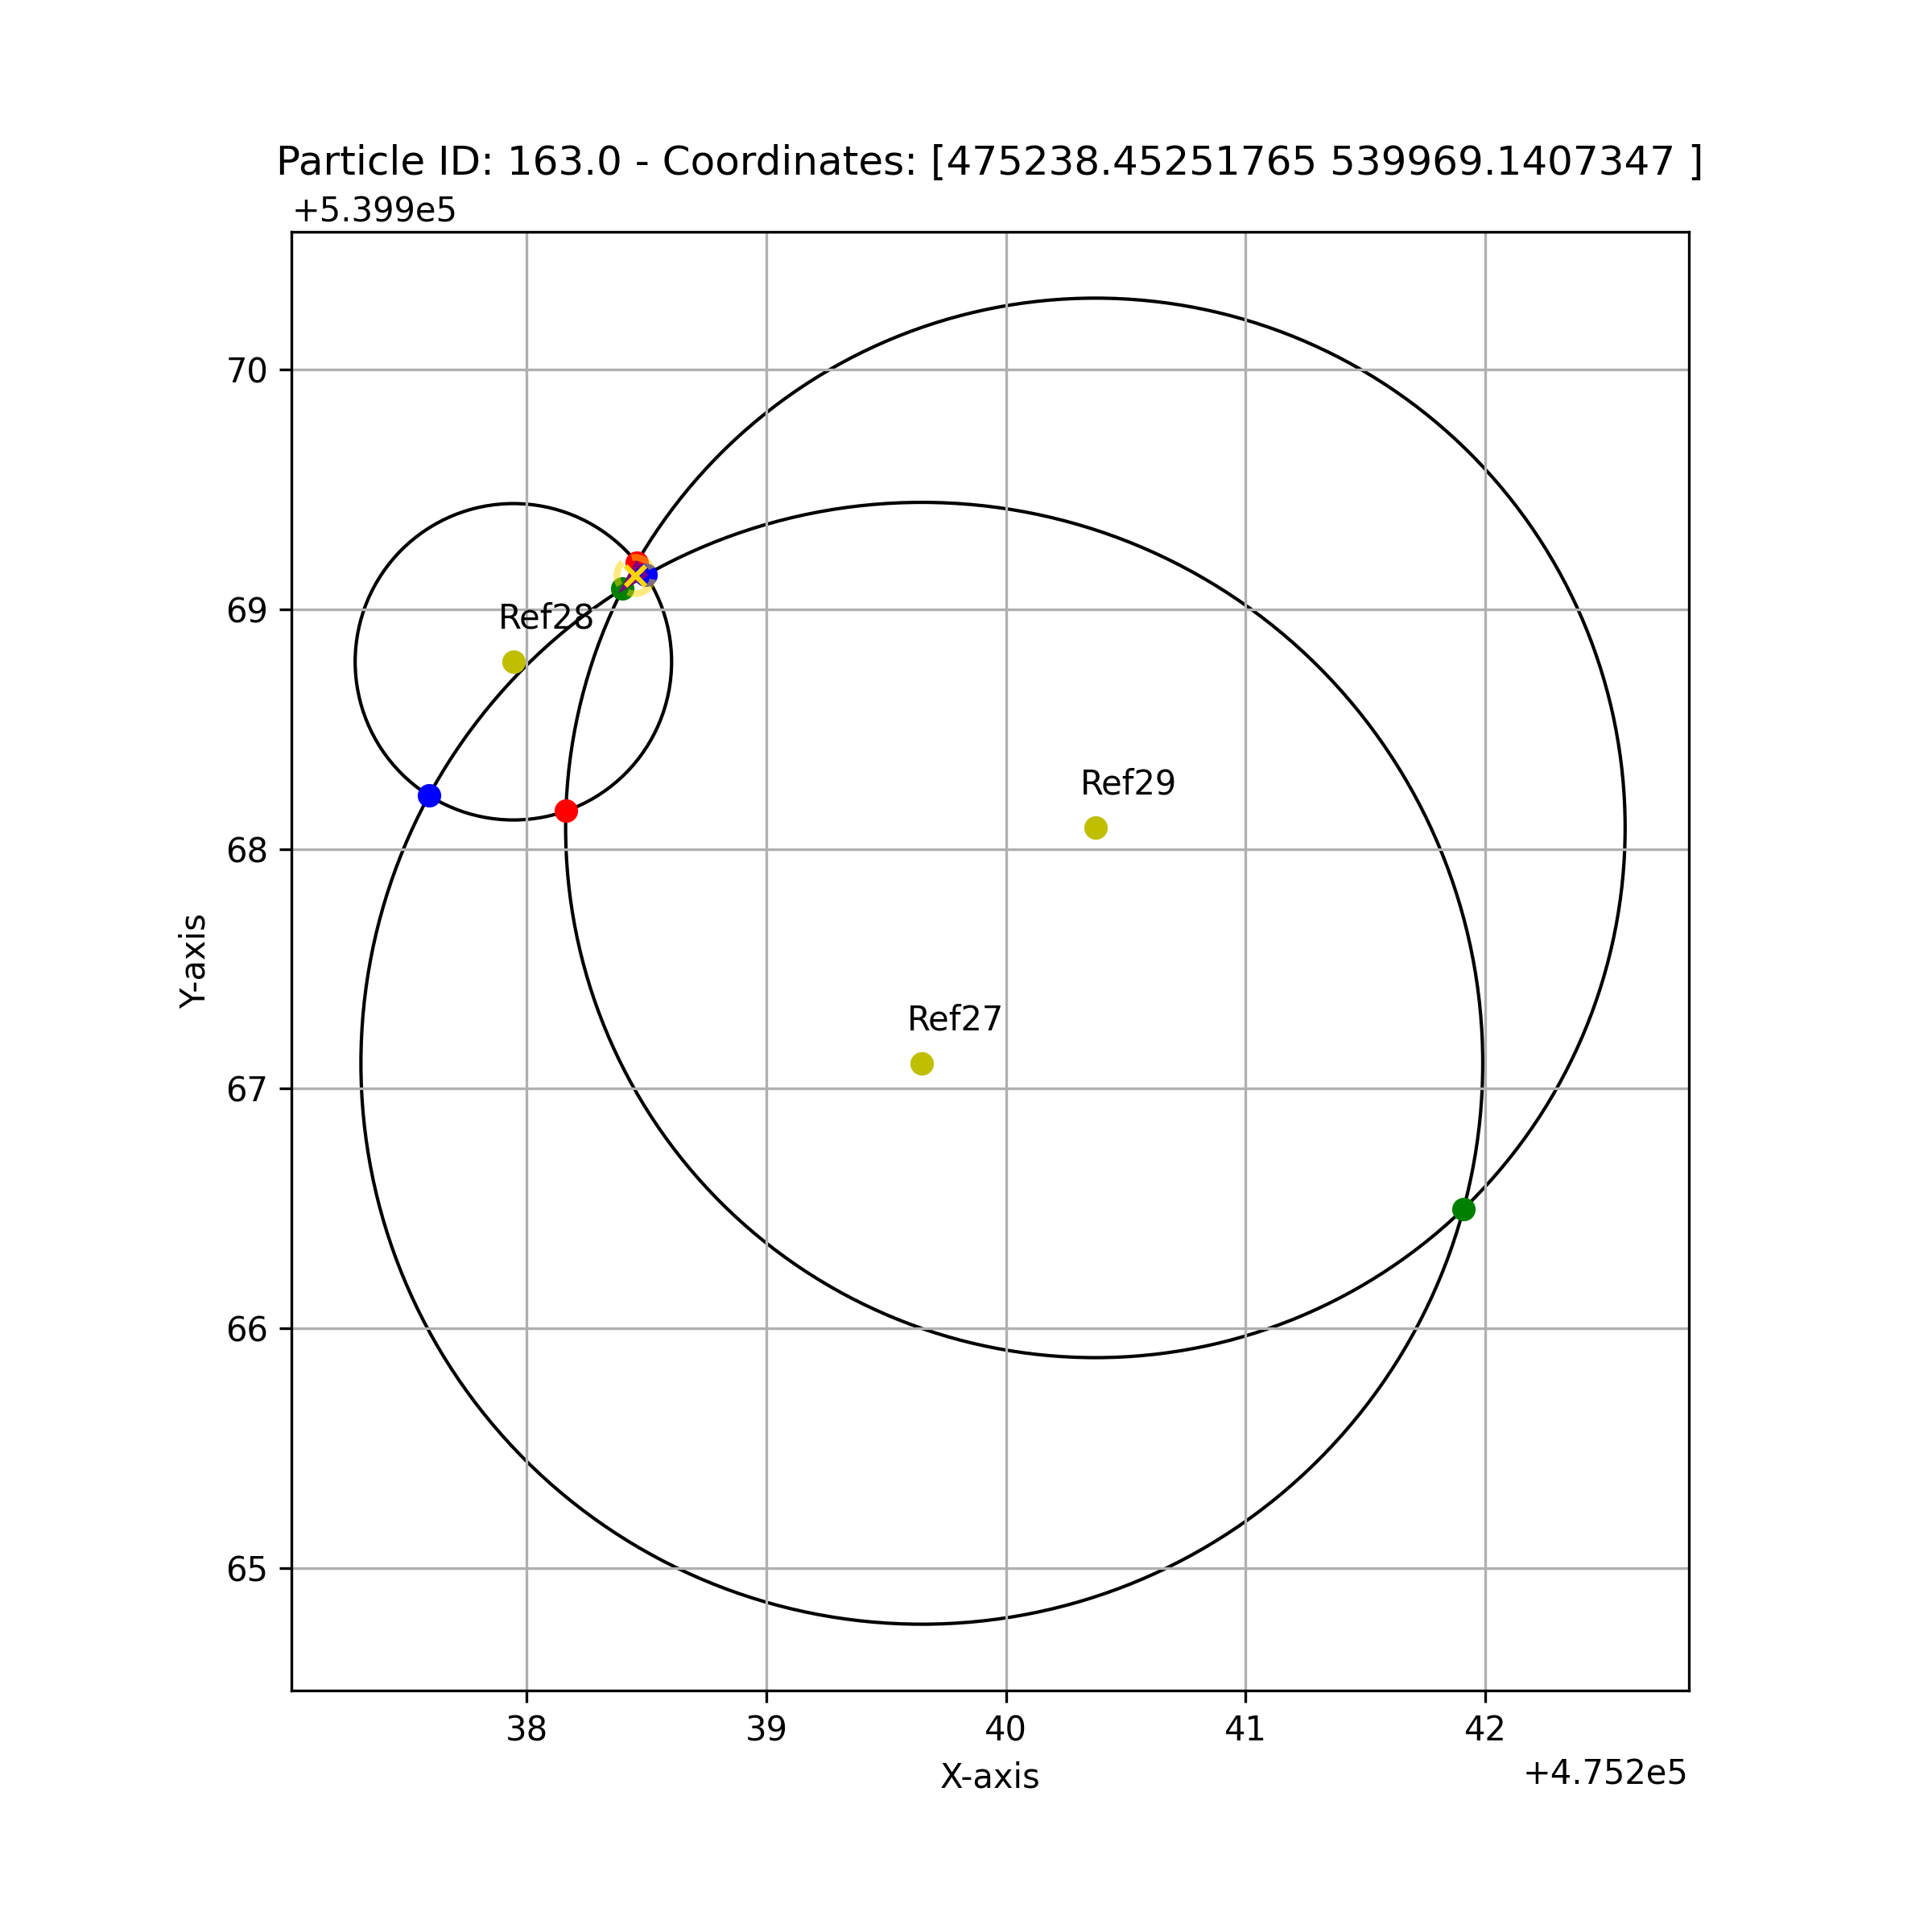 Particle ID: 163.0 - Coordinates: [475238.45251765 539969.1407347 ]
+5.399e5
70
69
68
67
66
65
Y-axis
Ref28
Ref29
Ref27
38
39
40
41
42
X-axis
+4.752e5